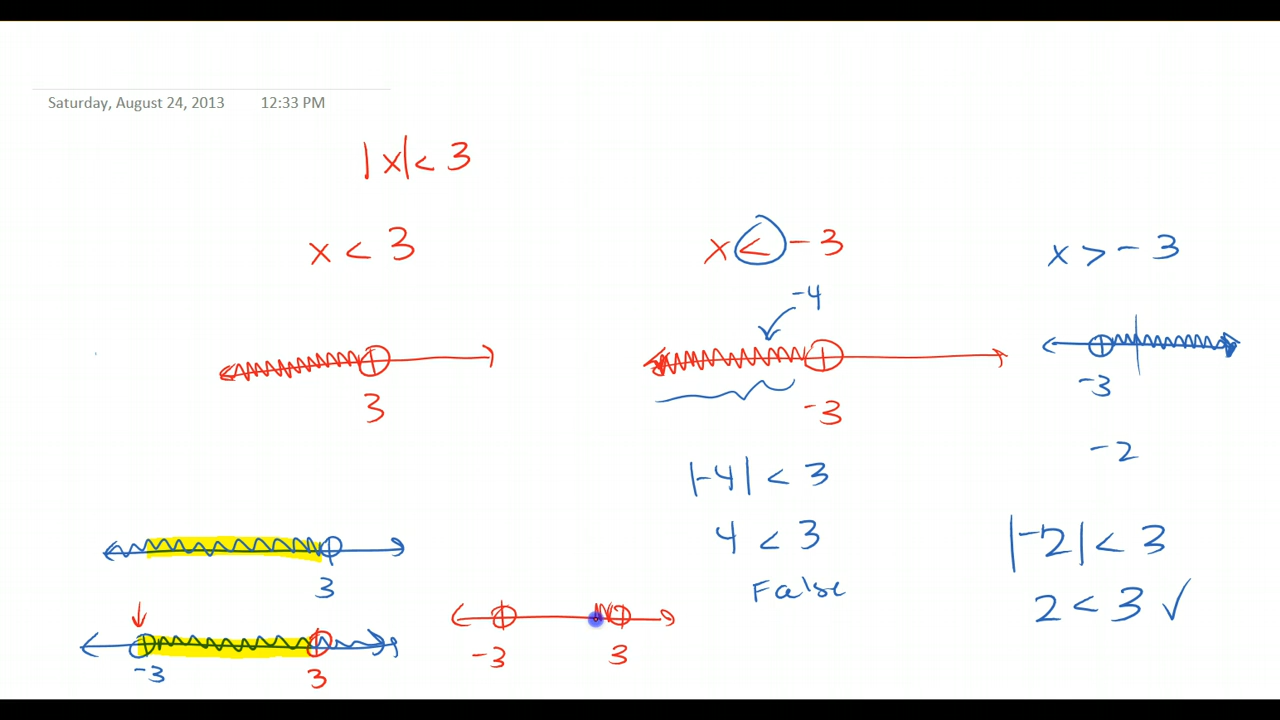 Saturday, August 24, 2013 12:33 PM
|x| < 3
x < 3
3
x < -3
-4
-3
|-4| < 3
4 < 3
False
x > -3
-3
-2
|-2| < 3
2 < 3 ✓
3
-3 3
-3 3